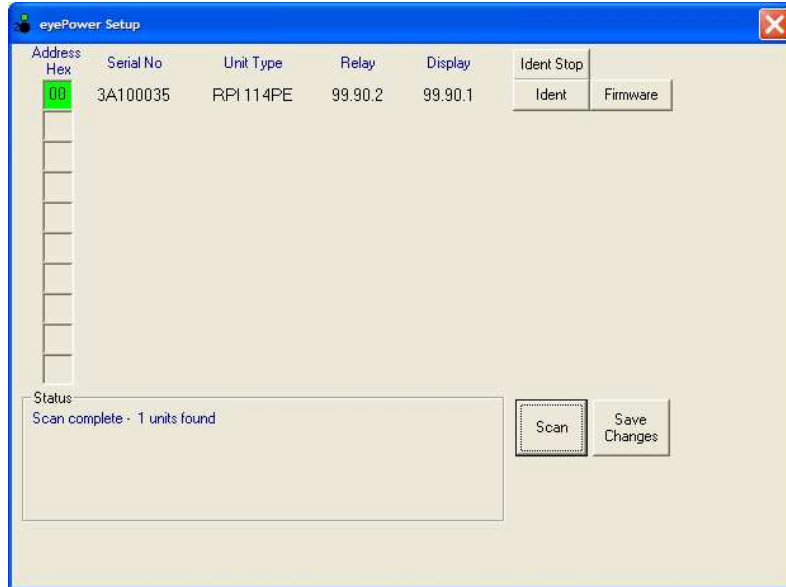 eyePower Setup
Address Hex Serial No Unit Type Relay Display Ident Stop
00 3A100035 RPI 114PE 99.90.2 99.90.1 Ident Firmware
Status
Scan complete - 1 units found
Scan Save Changes